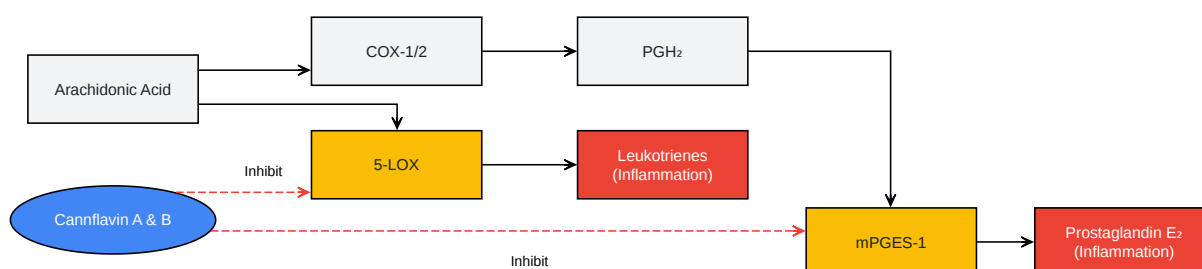 COX-1/2
PGH₂
Arachidonic Acid
5-LOX
Leukotrienes
(Inflammation)
Inhibit
Cannflavin A & B
mPGES-1
Prostaglandin E₂
(Inflammation)
Inhibit